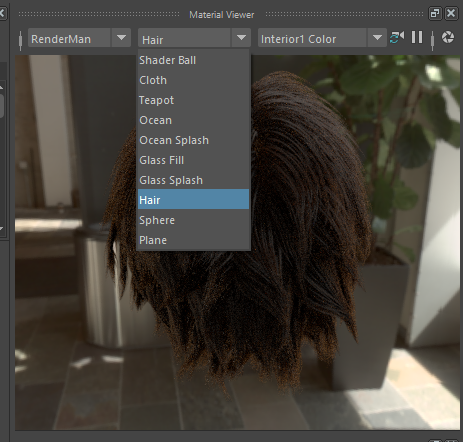 Material Viewer
RenderMan
Hair
Interior1 Color
Shader Ball
Cloth
Teapot
Ocean
Ocean Splash
Glass Fill
Glass Splash
Hair
Sphere
Plane